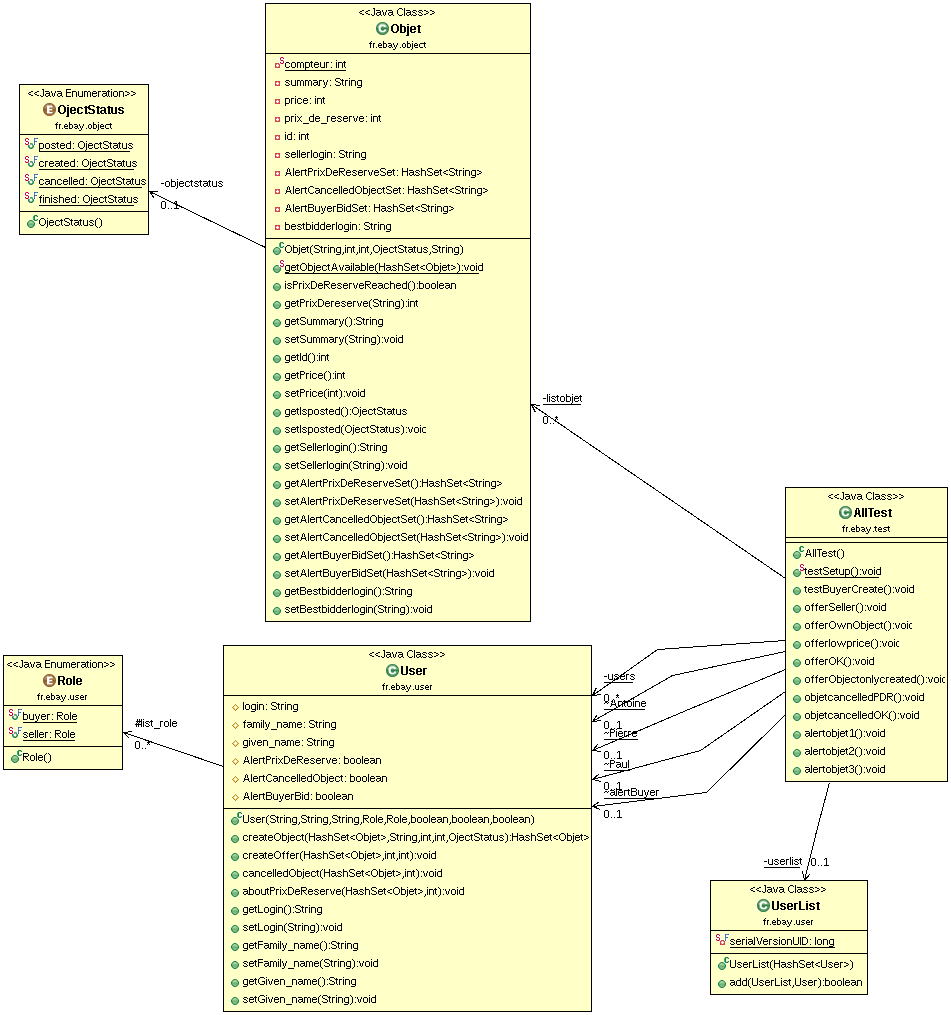 <<Java Class>>
Objet
fr.ebay.object
compteur: int
summary: String
price: int
prix_de_reserve: int
id: int
sellerlogin: String
AlertPrixDeReserveSet: HashSet<String>
AlertCancelledObjectSet: HashSet<String>
AlertBuyerBidSet: HashSet<String>
bestbidderlogin: String
Objet(String,int,int,OjectStatus,String)
getObjectAvailable(HashSet<Objet>):void
isPrixDeReserveReached():boolean
getPrixDereserve(String):int
getSummary():String
setSummary(String):void
getId():int
getPrice():int
setPrice(int):void
getIsposted():OjectStatus
setIsposted(OjectStatus):void
getSellerlogin():String
setSellerlogin(String):void
getAlertPrixDeReserveSet():HashSet<String>
setAlertPrixDeReserveSet(HashSet<String>):void
getAlertCancelledObjectSet():HashSet<String>
setAlertCancelledObjectSet(HashSet<String>):void
getAlertBuyerBidSet():HashSet<String>
setAlertBuyerBidSet(HashSet<String>):void
getBestbidderlogin():String
setBestbidderlogin(String):void
<<Java Enumeration>>
OjectStatus
fr.ebay.object
posted: OjectStatus
created: OjectStatus
cancelled: OjectStatus
finished: OjectStatus
OjectStatus()
-objectstatus
0..1
-listobjet
0..*
<<Java Class>>
AllTest
fr.ebay.test
AllTest()
testSetup():void
testBuyerCreate():void
offerSeller():void
offerOwnObject():void
offerlowprice():void
offerOK():void
offerObjectonlycreated():void
objetcancelledPDR():void
objetcancelledOK():void
alertobjet1():void
alertobjet2():void
alertobjet3():void
<<Java Enumeration>>
Role
fr.ebay.user
buyer: Role
seller: Role
Role()
#list_role
0..*
<<Java Class>>
User
fr.ebay.user
login: String
family_name: String
given_name: String
AlertPrixDeReserve: boolean
AlertCancelledObject: boolean
AlertBuyerBid: boolean
User(String,String,String,Role,Role,boolean,boolean,boolean)
createObject(HashSet<Objet>,String,int,int,OjectStatus):HashSet<Objet>
createOffer(HashSet<Objet>,int,int):void
cancelledObject(HashSet<Objet>,int):void
aboutPrixDeReserve(HashSet<Objet>,int):void
getLogin():String
setLogin(String):void
getFamily_name():String
setFamily_name(String):void
getGiven_name():String
setGiven_name(String):void
-users
0..*
~Antoine
0..1
~Pierre
0..1
~Paul
0..1
~alertBuyer
0..1
-userlist
0..1
<<Java Class>>
UserList
fr.ebay.user
serialVersionUID: long
UserList(HashSet<User>)
add(UserList,User):boolean